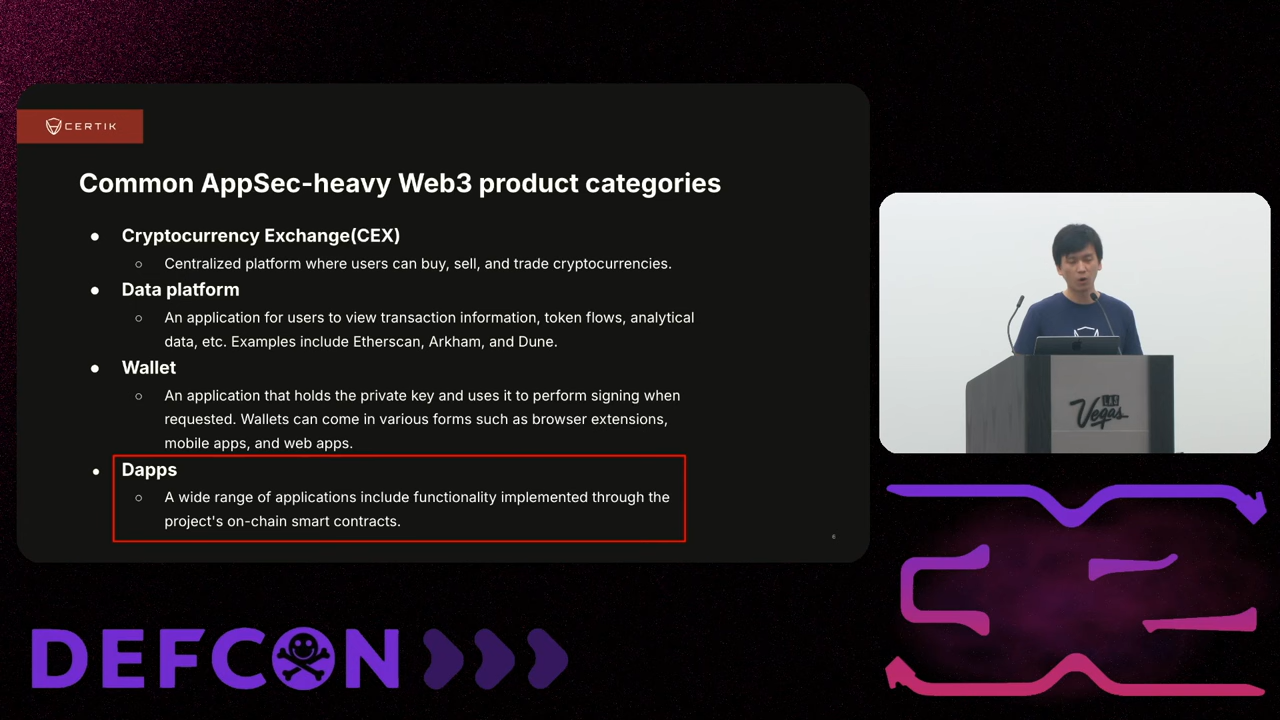 CERTIK
Common AppSec-heavy Web3 product categories
● Cryptocurrency Exchange(CEX)
○ Centralized platform where users can buy, sell, and trade cryptocurrencies.
● Data platform
○ An application for users to view transaction information, token flows, analytical
data, etc. Examples include Etherscan, Arkham, and Dune.
● Wallet
○ An application that holds the private key and uses it to perform signing when
requested. Wallets can come in various forms such as browser extensions,
mobile apps, and web apps.
● Dapps
○ A wide range of applications include functionality implemented through the
project's on-chain smart contracts.
LAS
Vegas
DEFCON